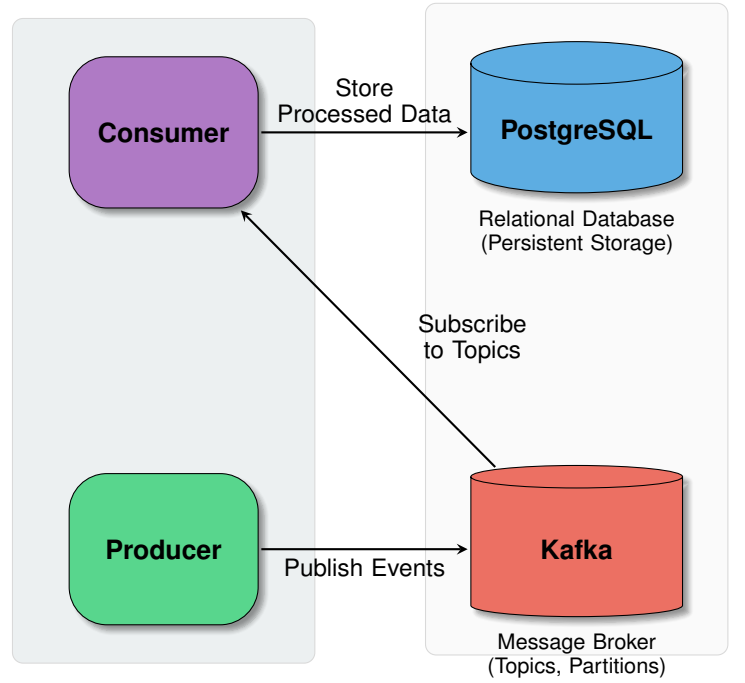 Consumer
Store
Processed Data
PostgreSQL
Relational Database
(Persistent Storage)
Subscribe
to Topics
Producer
Publish Events
Kafka
Message Broker
(Topics, Partitions)